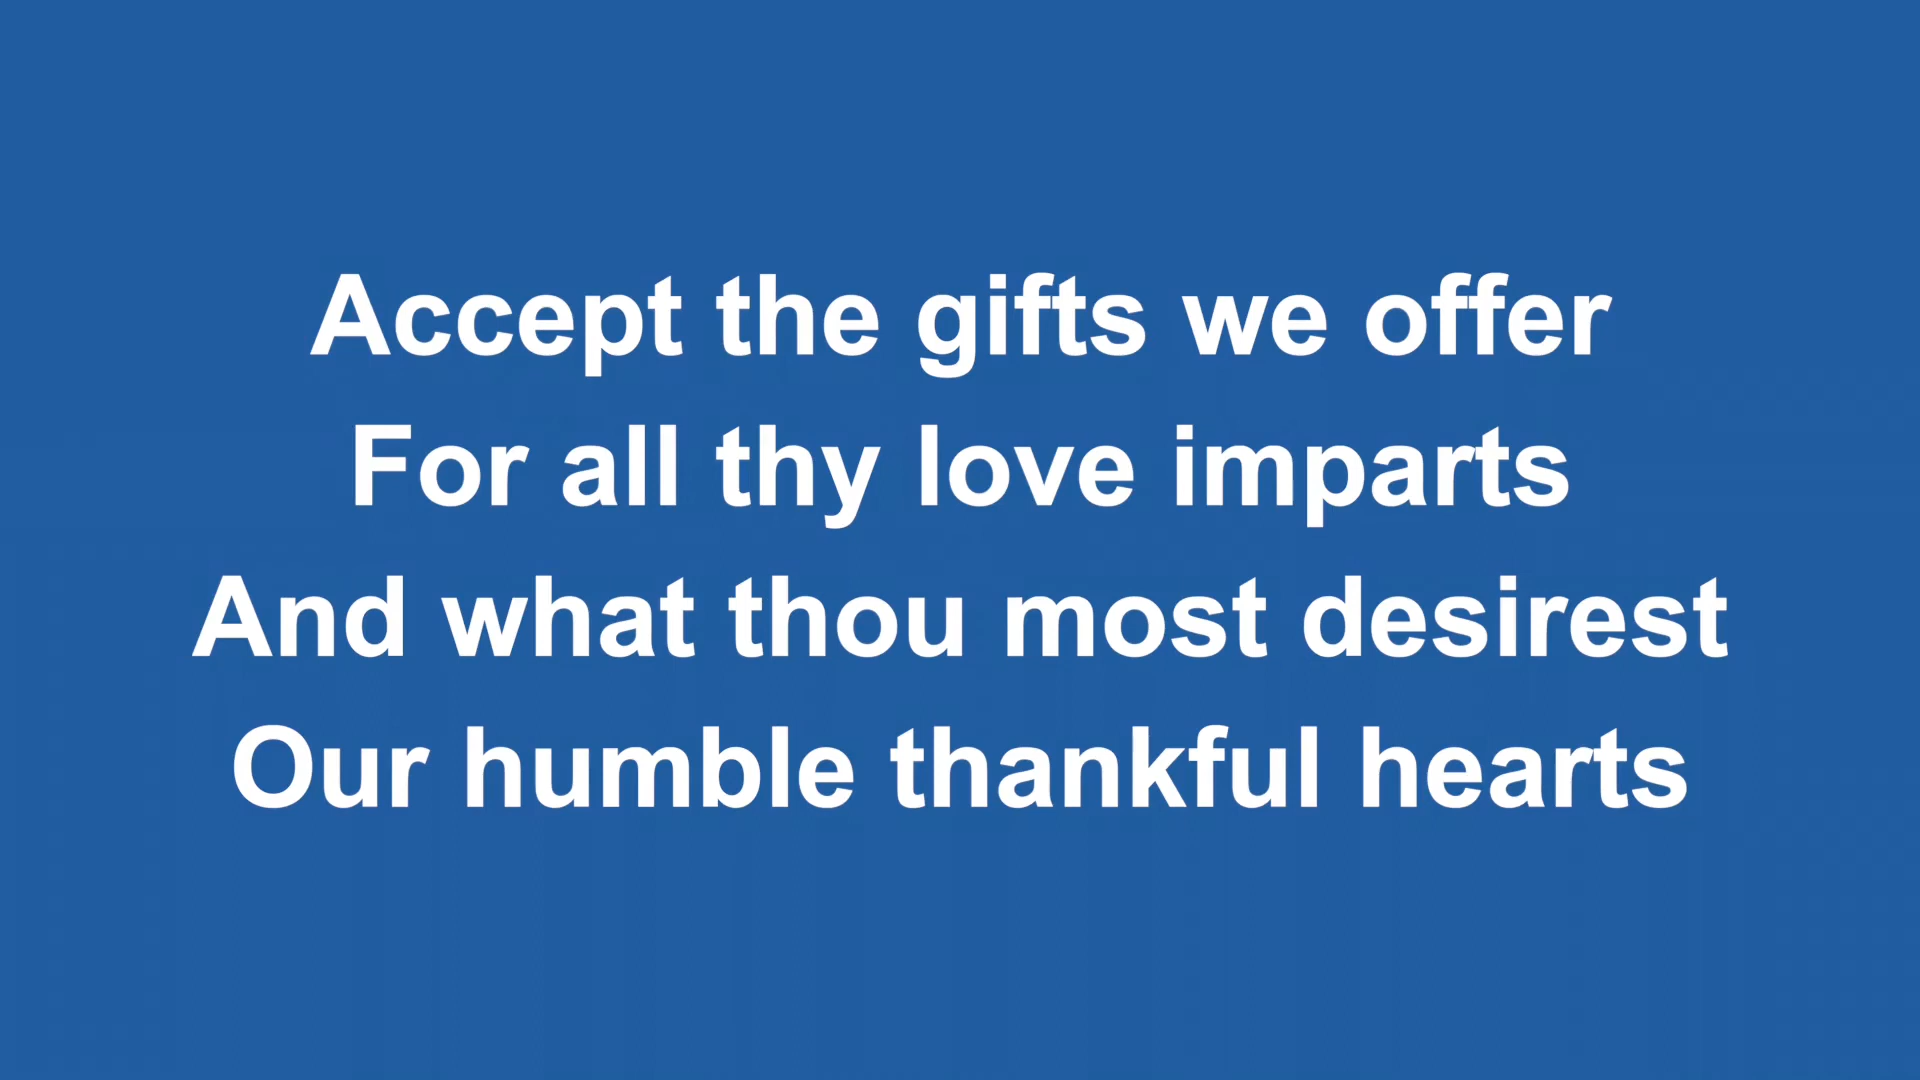 Accept the gifts we offer
For all thy love imparts
And what thou most desirest
Our humble thankful hearts